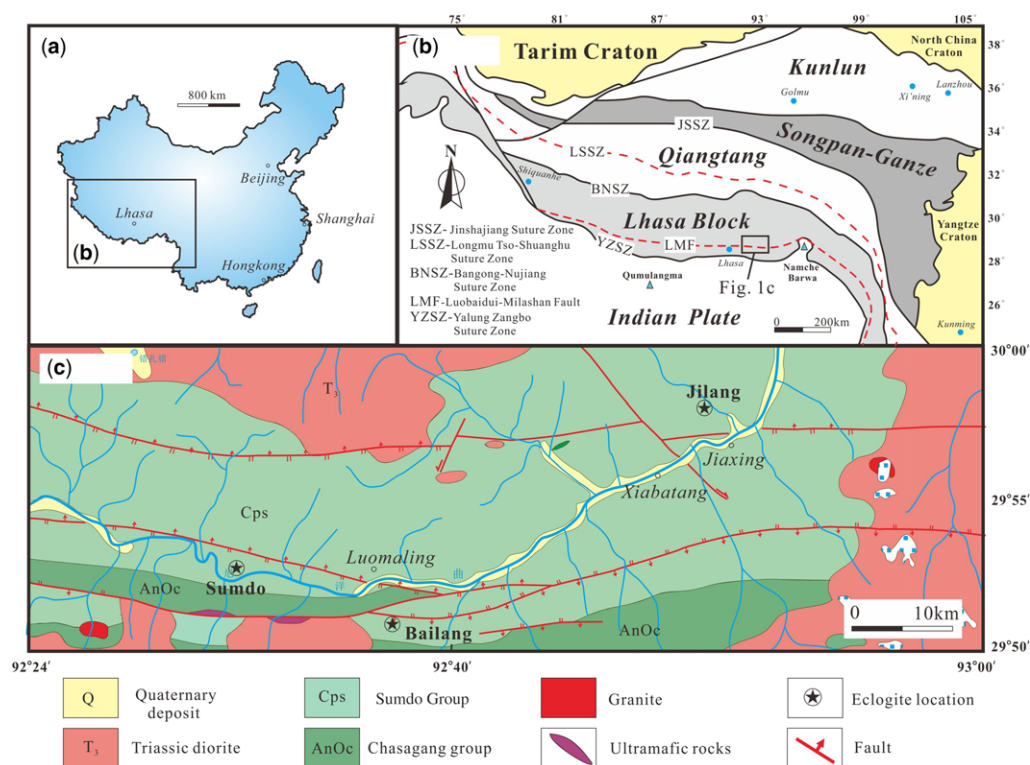 (a)
800 km
Beijing
Lhasa
Shanghai
(b)
Hongkong
75°
81°
87°
93°
99°
105°
(b)
Tarim Craton
North China
Craton
38°
Kunlun
Golmu
Xi'ning
Lanzhou
36°
JSSZ
34°
Songpan-Ganze
N
LSSZ
Qiangtang
32°
Shiquanhe
BNSZ
Yangtze
Craton
30°
Lhasa Block
YZSZ
LMF
Lhasa
Namche
Barwa
28°
Qumulangma
Fig. 1c
26°
Indian Plate
0
200km
Kunming
JSSZ-Jinshajiang Suture Zone
LSSZ-Longmu Tso-Shuanghu
Suture Zone
BNSZ-Bangong-Nujiang
Suture Zone
LMF-Luobaidui-Milashan Fault
YZSZ-Yalung Zangbo
Suture Zone
(c)
30°00′
T₃
Jilang
Jiaxing
Xiabatang
29°55′
Cps
Luomaling
曲
Sumdo
AnOc
Bailang
AnOc
0
10km
29°50′
92°24′
92°40′
93°00′
Q
Quaternary
deposit
Cps
Sumdo Group
Granite
Eclogite location
T₃
Triassic diorite
AnOc
Chasagang group
Ultramafic rocks
Fault